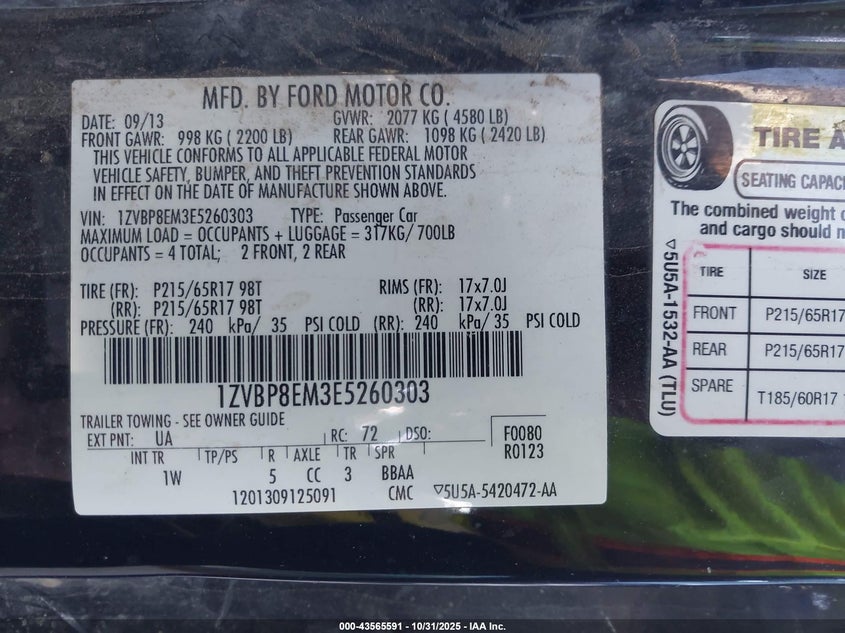 MFD. BY FORD MOTOR CO.
DATE: 09/13 GVWR: 2077 KG ( 4580 LB)
FRONT GAWR: 998 KG ( 2200 LB) REAR GAWR: 1098 KG ( 2420 LB)
THIS VEHICLE CONFORMS TO ALL APPLICABLE FEDERAL MOTOR
VEHICLE SAFETY, BUMPER, AND THEFT PREVENTION STANDARDS
IN EFFECT ON THE DATE OF MANUFACTURE SHOWN ABOVE.
VIN: 1ZVBP8EM3E5260303 TYPE: Passenger Car
MAXIMUM LOAD = OCCUPANTS + LUGGAGE = 317KG/ 700LB
OCCUPANTS = 4 TOTAL; 2 FRONT, 2 REAR
TIRE (FR): P215/65R17 98T RIMS (FR): 17x7.0J
(RR): P215/65R17 98T (RR): 17x7.0J
PRESSURE (FR): 240 kPa/ 35 PSI COLD (RR): 240 kPa/ 35 PSI COLD
1ZVBP8EM3E5260303
TRAILER TOWING - SEE OWNER GUIDE
EXT PNT: UA RC: 72 DSO: F0080
R0123
INT TR TP/PS R AXLE TR SPR
1W 5 CC 3 BBAA
1201309125091 CMC ▽5U5A-5420472-AA
TIRE A
SEATING CAPAC
The combined weight
and cargo should
▽5U5A-1532-AA (TLU)
TIRE SIZE
FRONT P215/65R17
REAR P215/65R17
SPARE T185/60R17
000-43565591 | 10/31/2025 - IAA Inc.